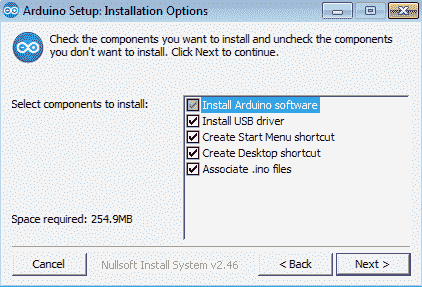 Arduino Setup: Installation Options
Check the components you want to install and uncheck the components
you don't want to install. Click Next to continue.
Select components to install:
Install Arduino software
Install USB driver
Create Start Menu shortcut
Create Desktop shortcut
Associate .ino files
Space required: 254.9MB
Cancel
Nullsoft Install System v2.46
< Back
Next >